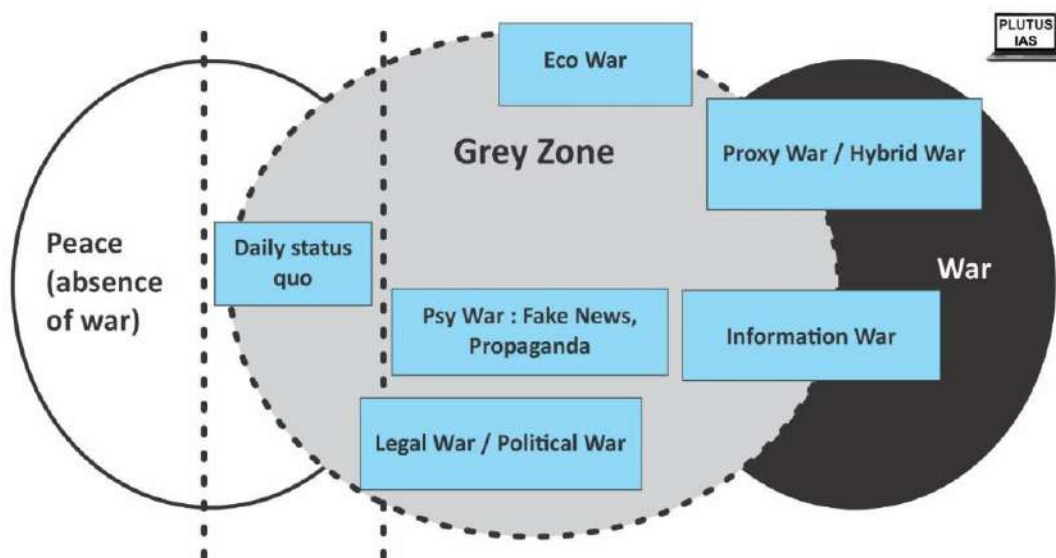 PLUTUS
IAS
Eco War
Grey Zone
Proxy War / Hybrid War
Peace
(absence
of war)
Daily status
quo
War
Psy War : Fake News,
Propaganda
Information War
Legal War / Political War